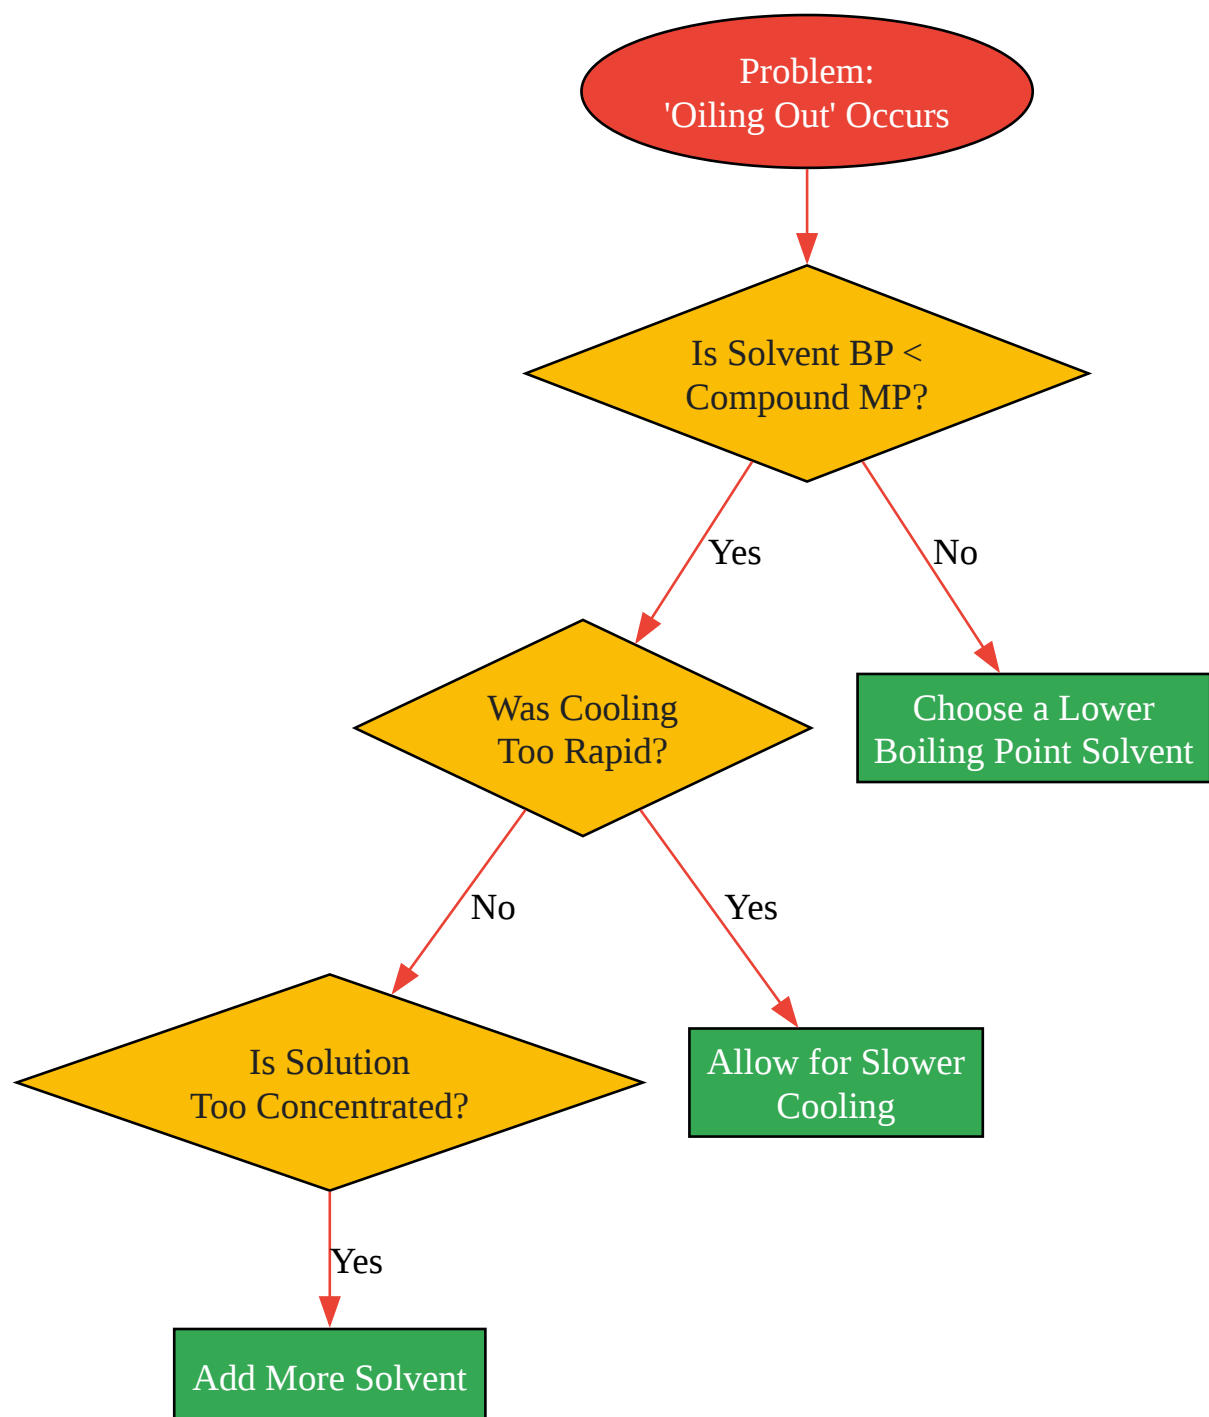 Problem:
'Oiling Out' Occurs
Is Solvent BP <
Compound MP?
Yes
No
Was Cooling
Too Rapid?
Choose a Lower
Boiling Point Solvent
No
Yes
Is Solution
Too Concentrated?
Allow for Slower
Cooling
Yes
Add More Solvent